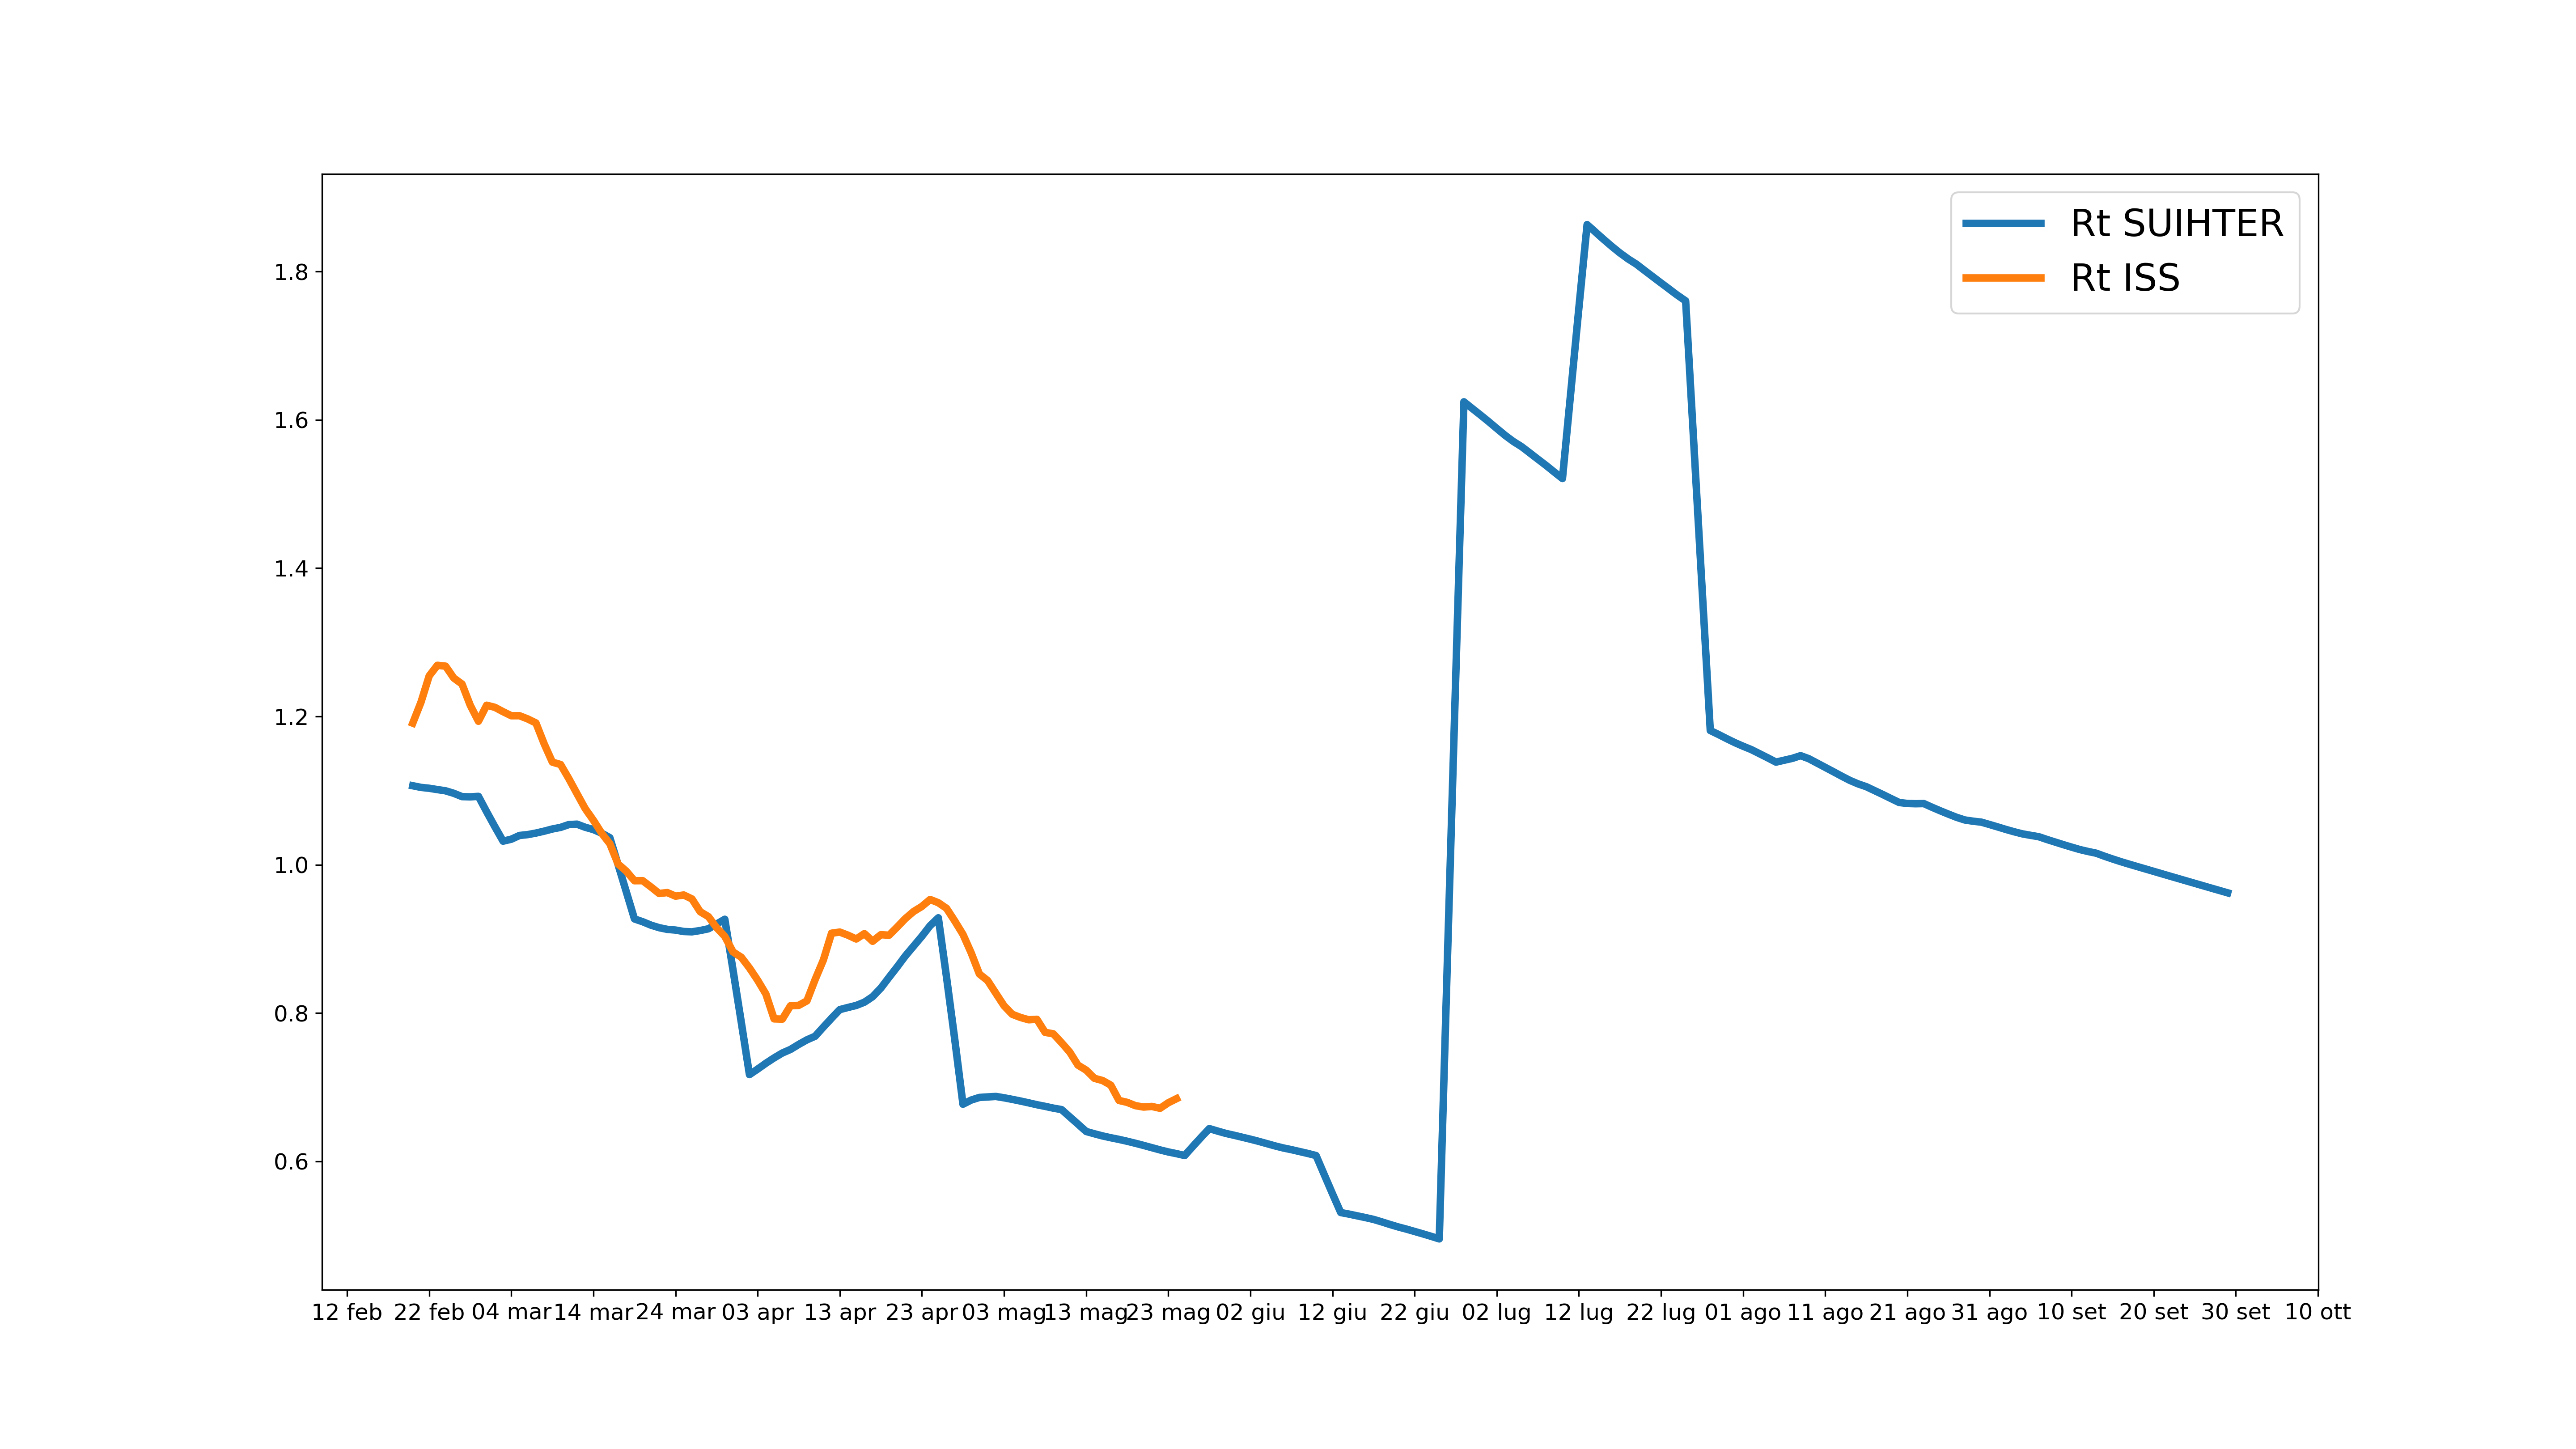 Rt SUIHTER
Rt ISS
1.8
1.6
1.4
1.2
1.0
0.8
0.6
12 feb 22 feb 04 mar 14 mar 24 mar 03 apr 13 apr 23 apr 03 mag 13 mag 23 mag 02 giu 12 giu 22 giu 02 lug 12 lug 22 lug 01 ago 11 ago 21 ago 31 ago 10 set 20 set 30 set 10 ott